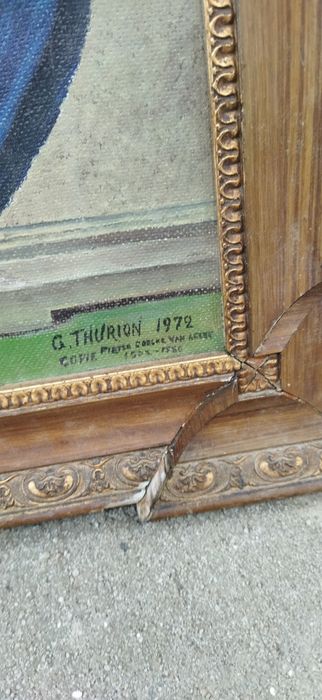 G. THURION 1972
COPIE PIETER COECKE VAN AELST
1502-1550